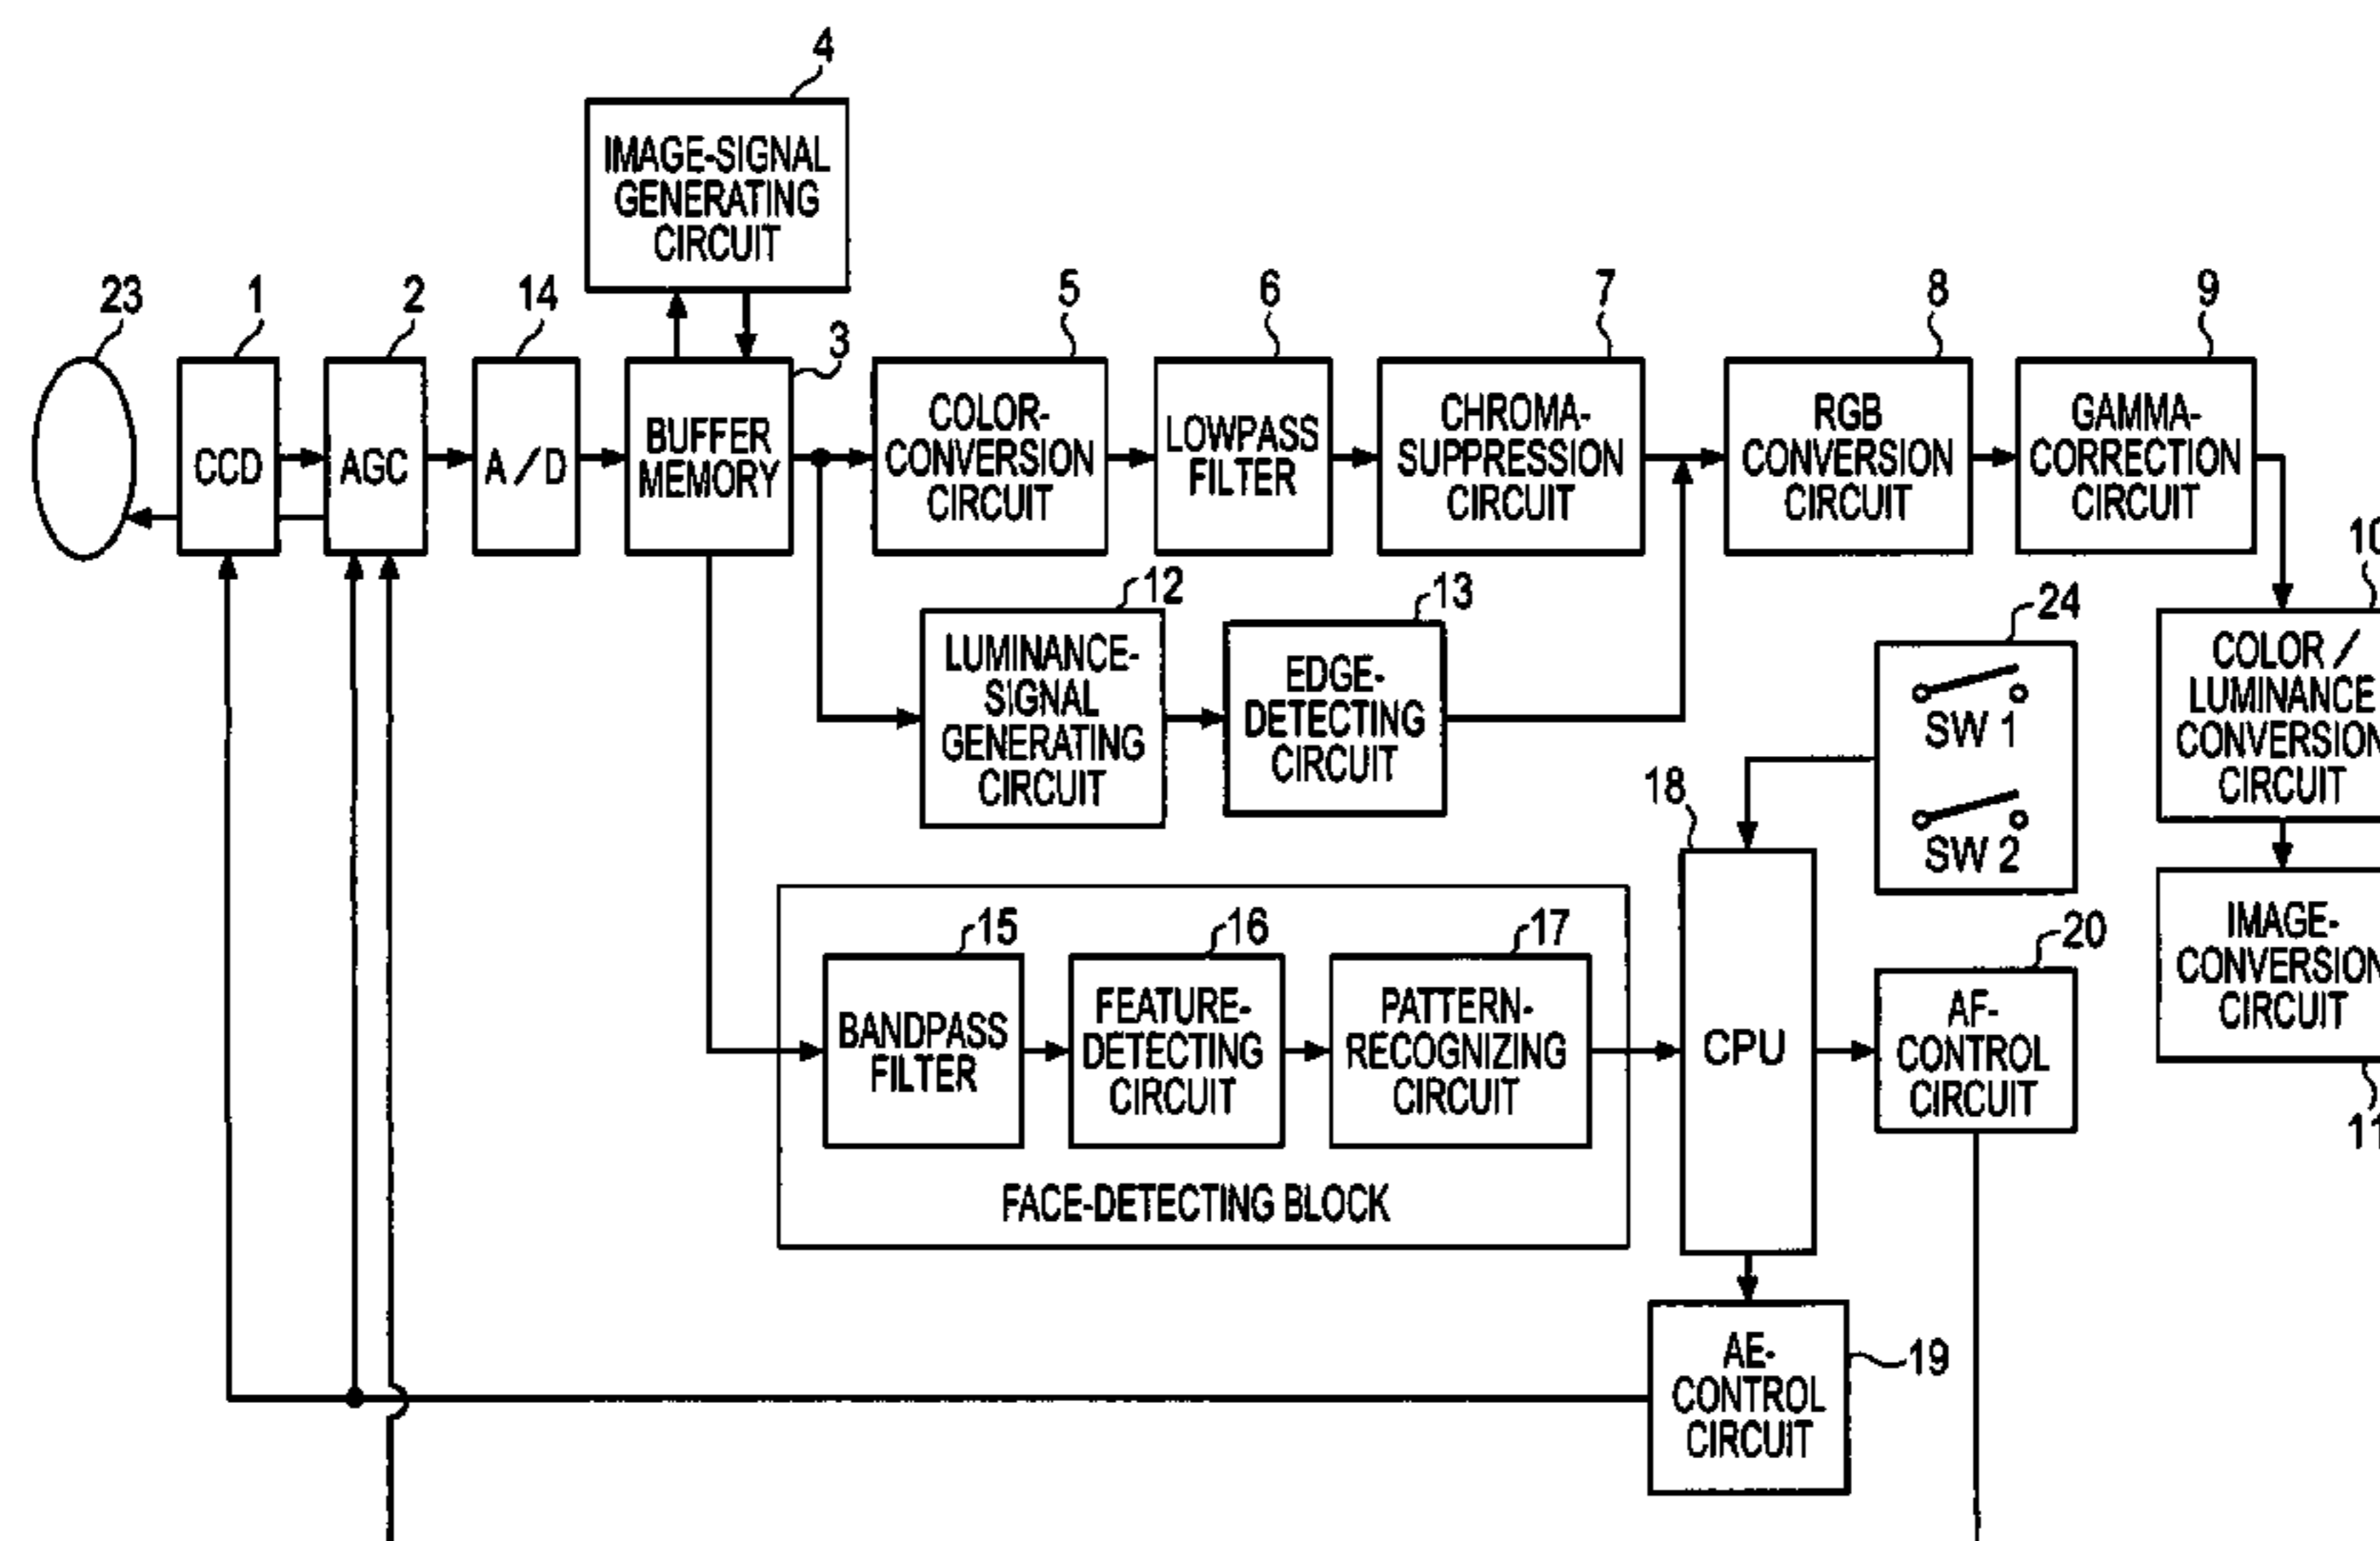 4
IMAGE-SIGNAL
GENERATING
CIRCUIT
23
1
2
14
3
5
6
7
8
9
CCD
AGC
A/D
BUFFER
MEMORY
COLOR-
CONVERSION
CIRCUIT
LOWPASS
FILTER
CHROMA-
SUPPRESSION
CIRCUIT
RGB
CONVERSION
CIRCUIT
GAMMA-
CORRECTION
CIRCUIT
12
LUMINANCE-
SIGNAL
GENERATING
CIRCUIT
13
EDGE-
DETECTING
CIRCUIT
24
SW 1
SW 2
10
COLOR /
LUMINANCE
CONVERSION
CIRCUIT
IMAGE-
CONVERSION
CIRCUIT
11
15
BANDPASS
FILTER
16
FEATURE-
DETECTING
CIRCUIT
17
PATTERN-
RECOGNIZING
CIRCUIT
FACE-DETECTING BLOCK
18
CPU
20
AF-
CONTROL
CIRCUIT
AE-
CONTROL
CIRCUIT
19